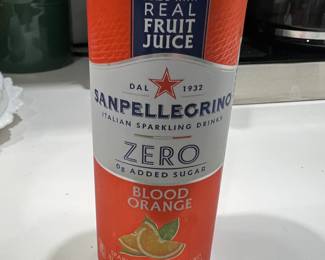 REAL
FRUIT
JUICE
DAL 1932
SANPELLEGRINO
ITALIAN SPARKLING DRINKS
ZERO
0g ADDED SUGAR
BLOOD
ORANGE